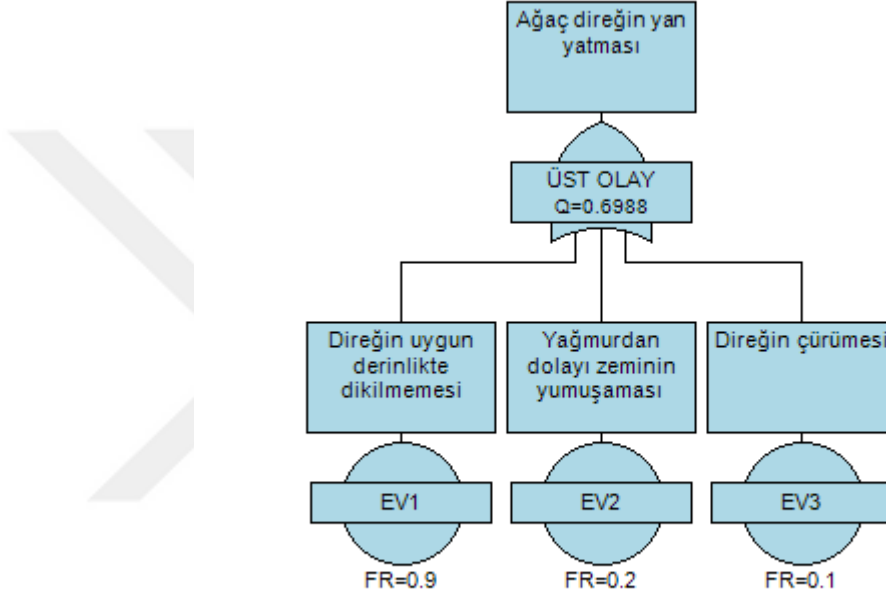 Ağaç direğin yan
yatması
ÜST OLAY
Q=0.6988
Direğin uygun
derinlikte
dikilmemesi
Yağmurdan
dolayı zeminin
yumuşaması
Direğin çürümesi
EV1
EV2
EV3
FR=0.9
FR=0.2
FR=0.1